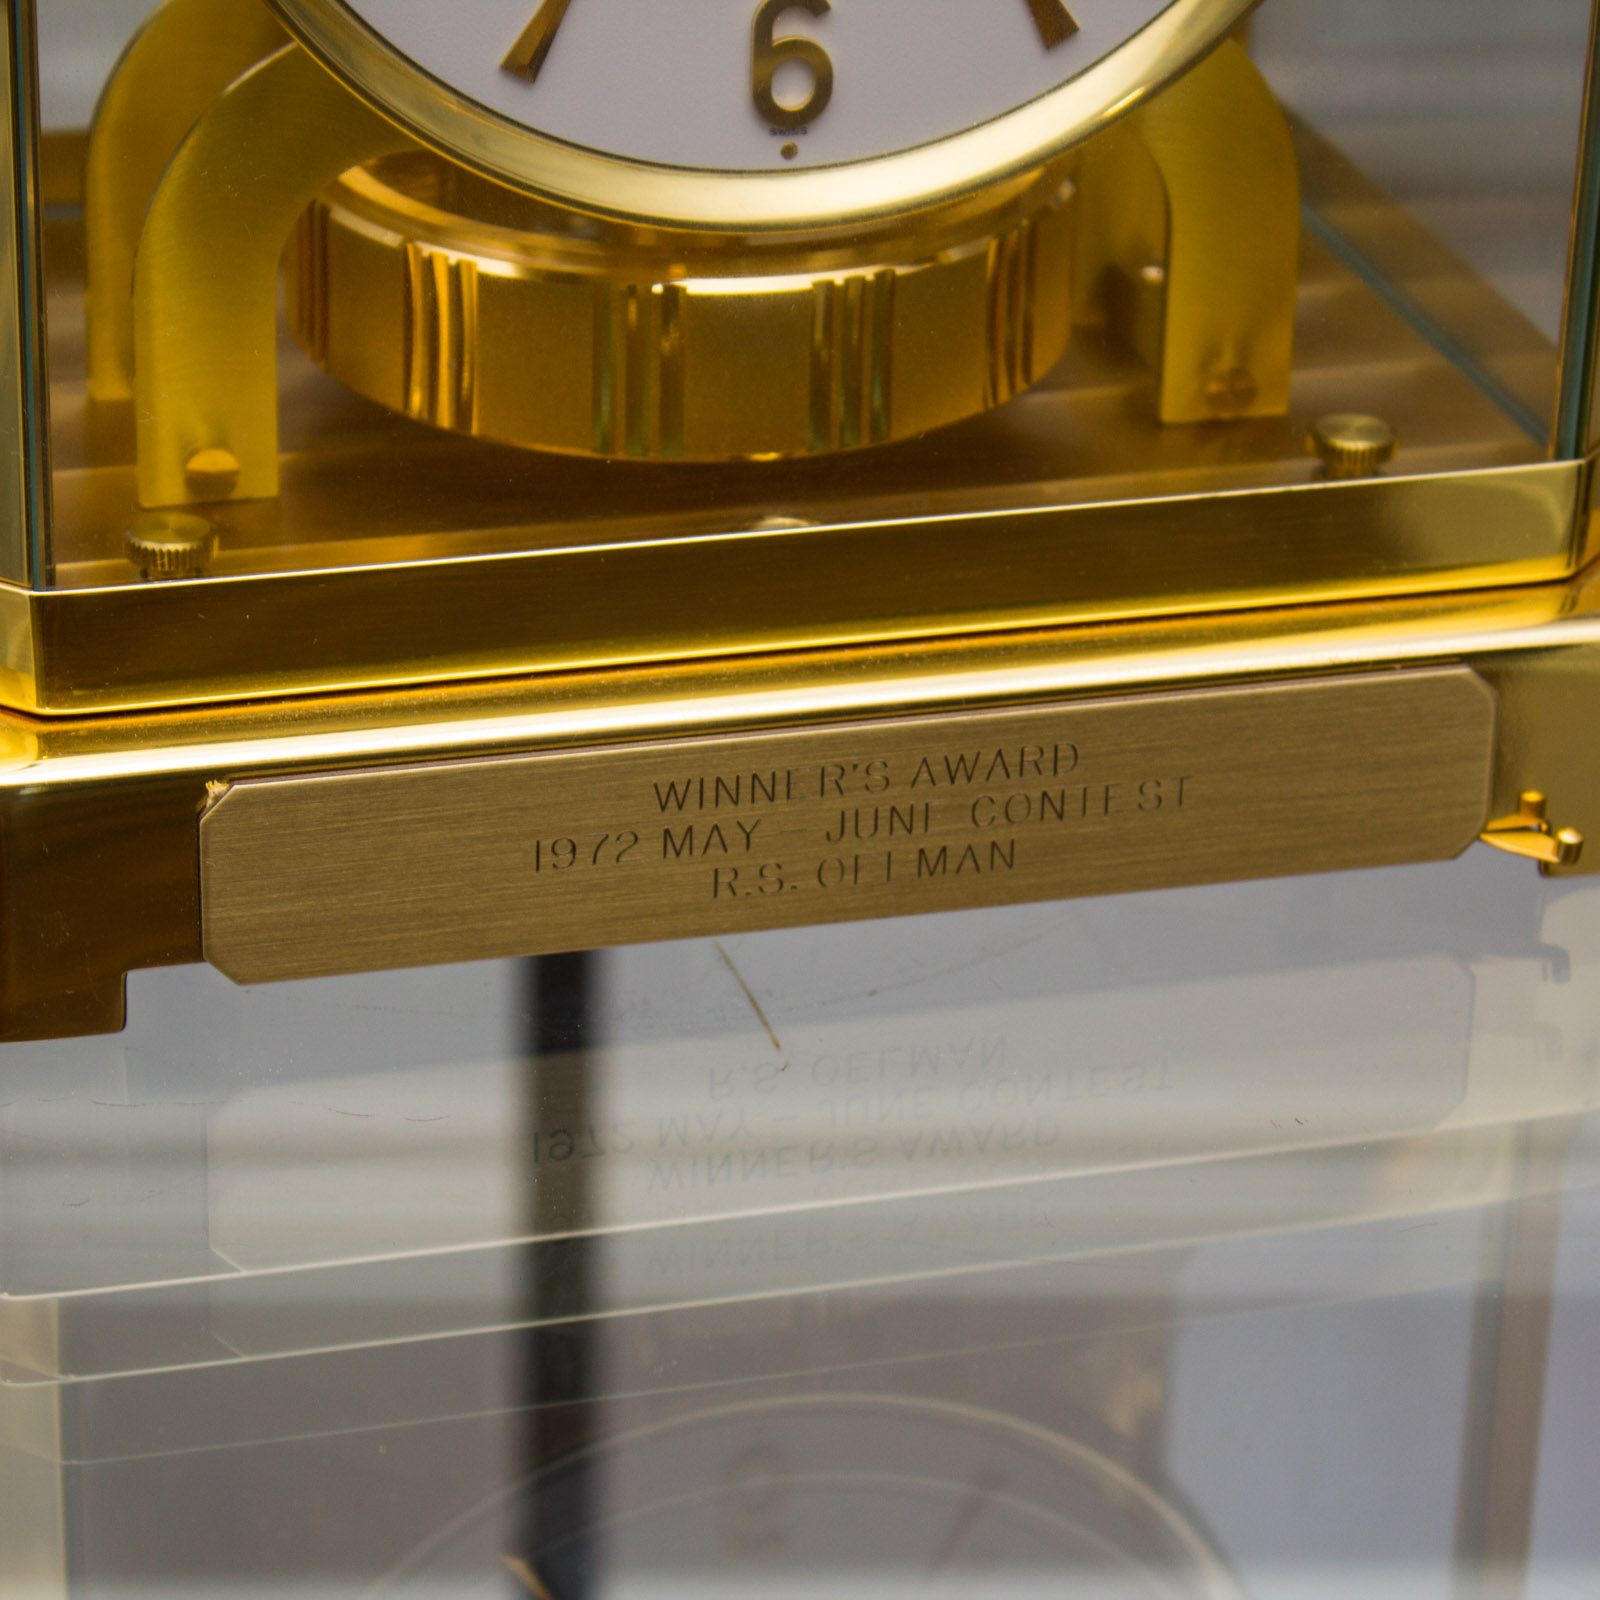 6
SWISS
WINNER'S AWARD
1972 MAY – JUNE CONTEST
R.S. OELMAN